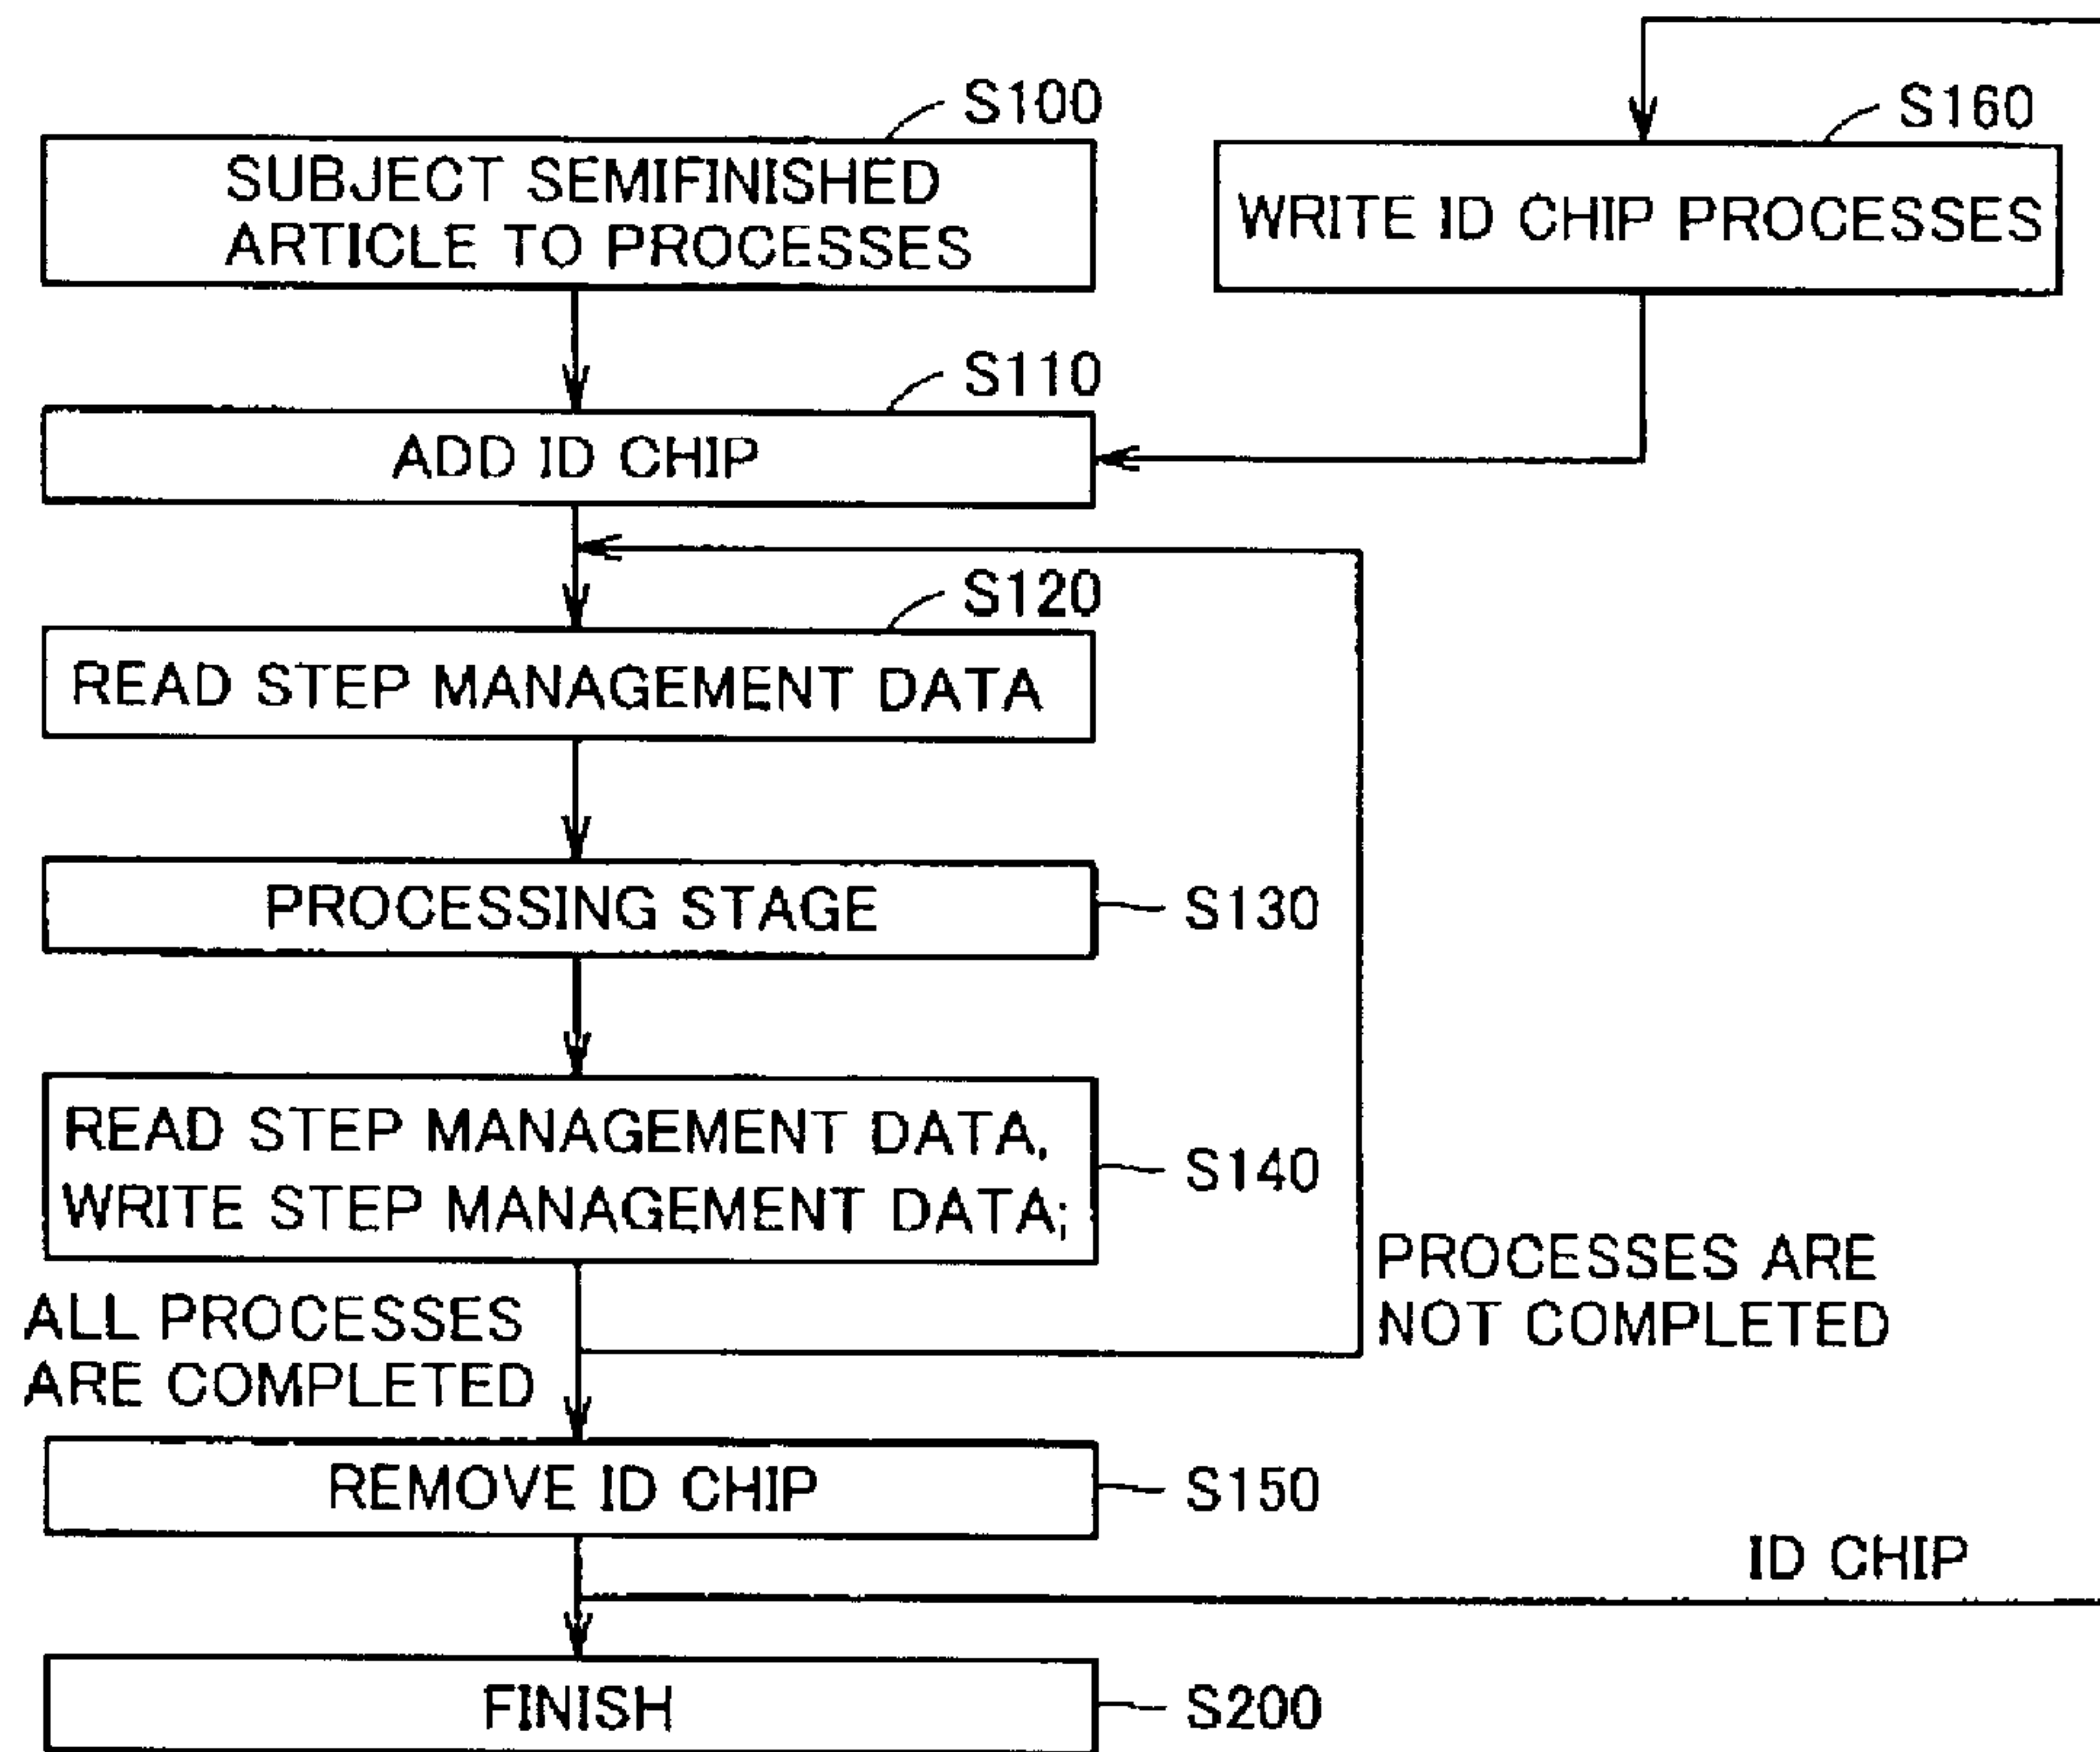 S100
SUBJECT SEMIFINISHED
ARTICLE TO PROCESSES
S160
WRITE ID CHIP PROCESSES
S110
ADD ID CHIP
S120
READ STEP MANAGEMENT DATA
PROCESSING STAGE
S130
READ STEP MANAGEMENT DATA,
WRITE STEP MANAGEMENT DATA;
S140
ALL PROCESSES
ARE COMPLETED
PROCESSES ARE
NOT COMPLETED
REMOVE ID CHIP
S150
ID CHIP
FINISH
S200